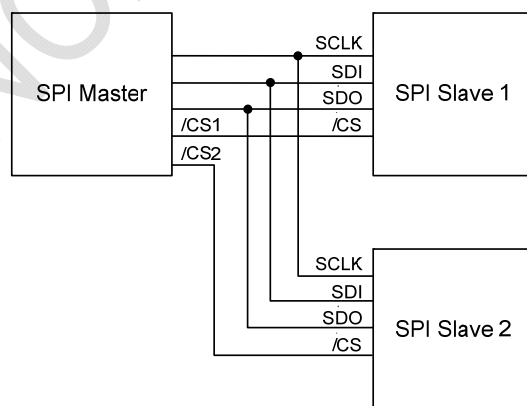 SPI Master
/CS1
/CS2
SCLK
SDI
SDO
/CS
SPI Slave 1
SCLK
SDI
SDO
/CS
SPI Slave 2